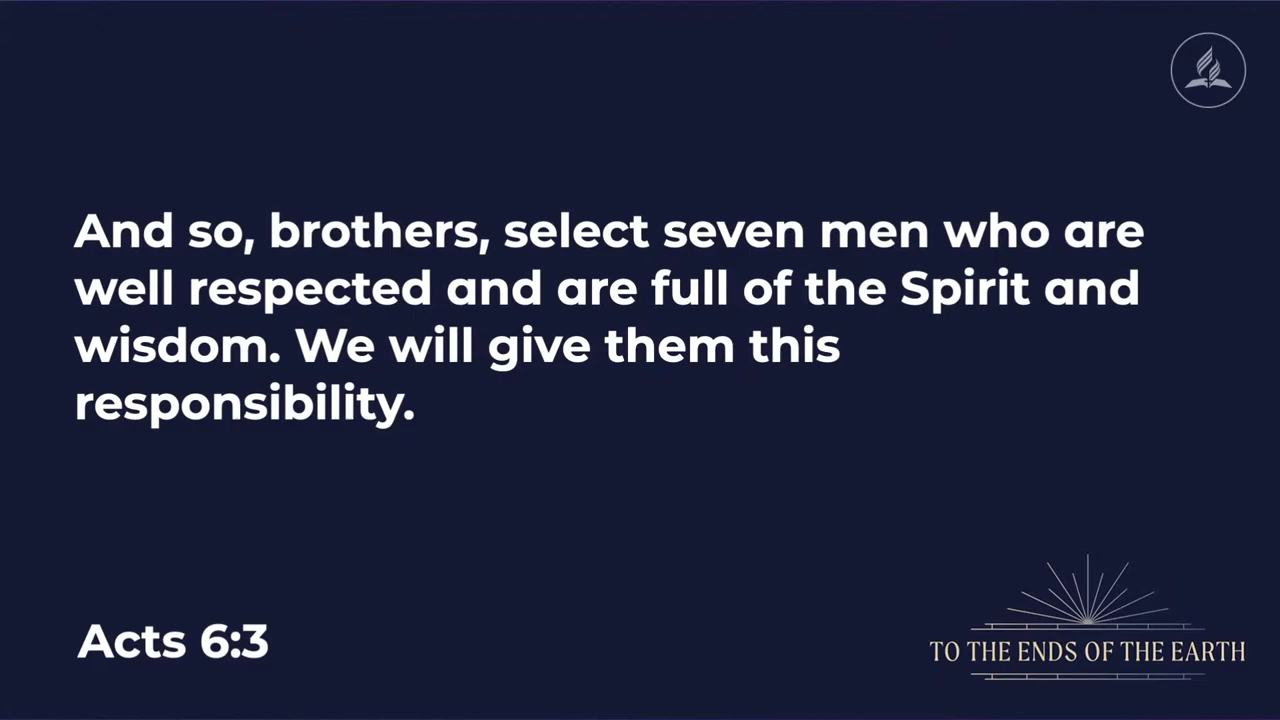 And so, brothers, select seven men who are
well respected and are full of the Spirit and
wisdom. We will give them this
responsibility.
Acts 6:3
TO THE ENDS OF THE EARTH